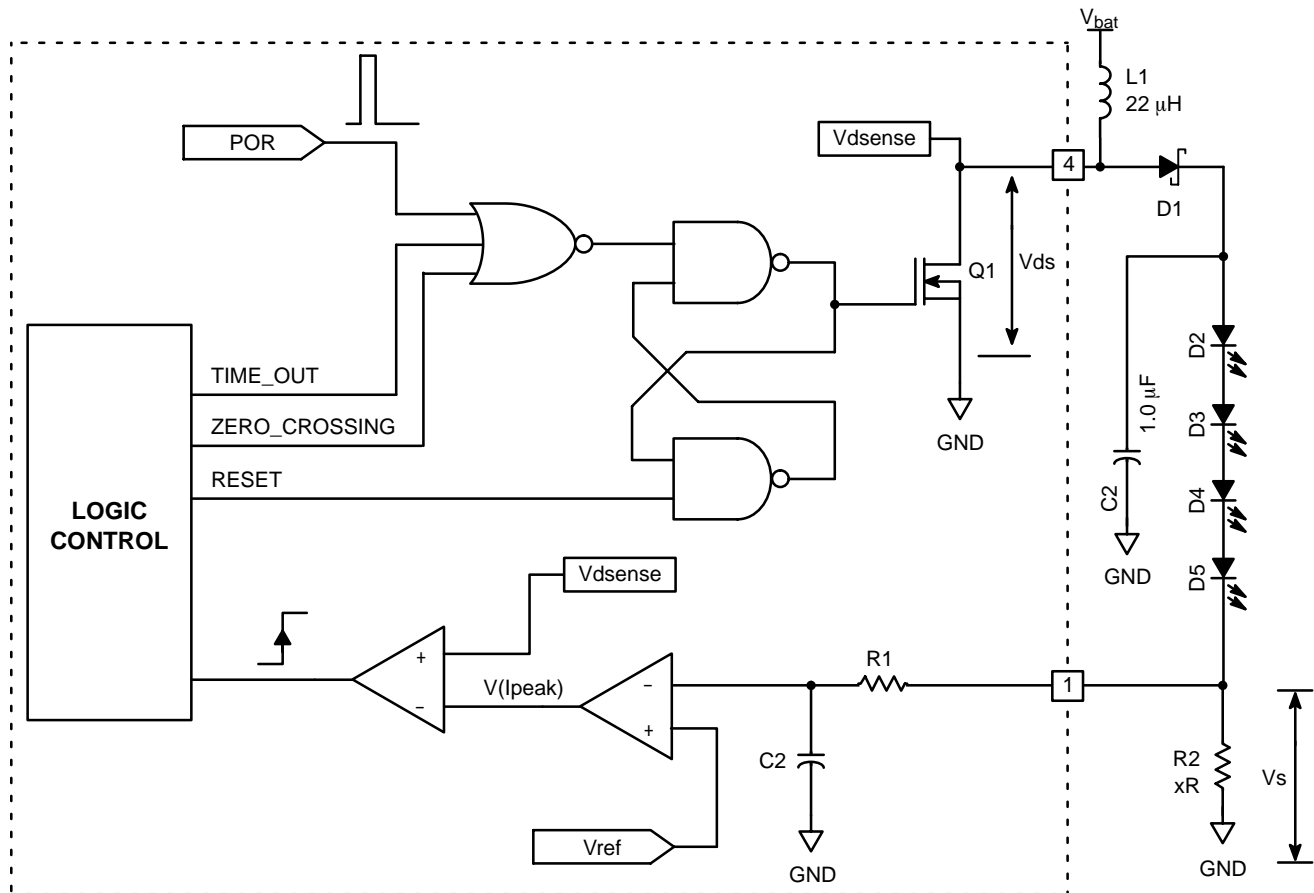 Vbat
L1
22 μH
POR
Vdsense
4
D1
Q1
Vds
TIME_OUT
ZERO_CROSSING
RESET
GND
LOGIC
CONTROL
1.0 μF
C2
GND
D2
D3
D4
D5
Vdsense
+
−
V(Ipeak)
−
+
R1
1
C2
R2
xR
Vs
Vref
GND
GND